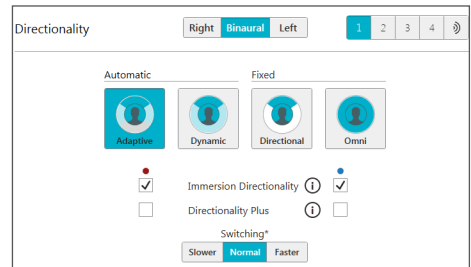 Directionality Right Binaural Left 1 2 3 4
Automatic Fixed
Adaptive Dynamic Directional Omni
Immersion Directionality i
Directionality Plus i
Switching*
Slower Normal Faster